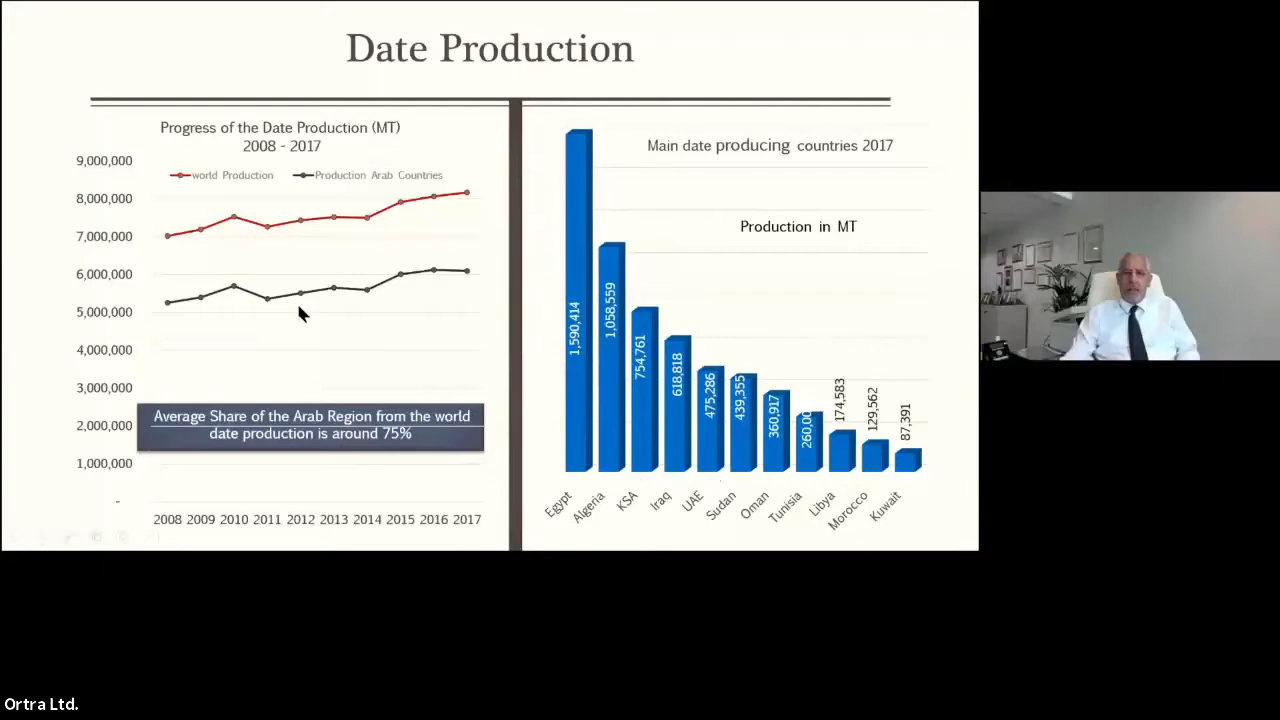 Date Production
Progress of the Date Production (MT)
2008 - 2017
world Production
Production Arab Countries
9,000,000
8,000,000
7,000,000
6,000,000
5,000,000
4,000,000
3,000,000
2,000,000
1,000,000
-
Average Share of the Arab Region from the world
date production is around 75%
2008 2009 2010 2011 2012 2013 2014 2015 2016 2017
Main date producing countries 2017
Production in MT
1,590,414
1,058,559
754,761
618,818
475,286
439,355
360,917
260,00
174,583
129,562
87,391
Egypt
Algeria
KSA
Iraq
UAE
Sudan
Oman
Tunisia
Libya
Morocco
Kuwait
Ortra Ltd.